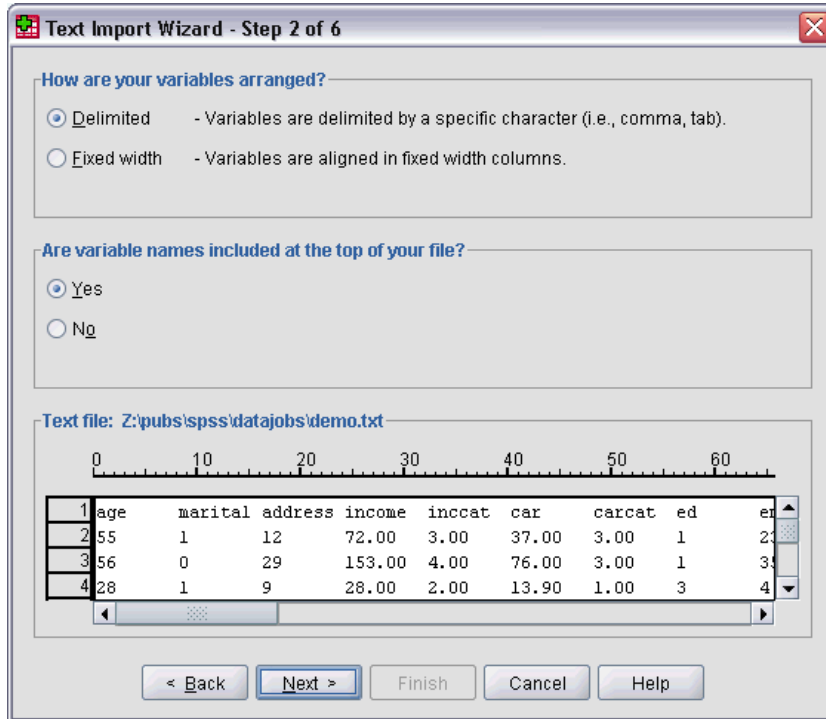 Text Import Wizard - Step 2 of 6
How are your variables arranged?
Delimited - Variables are delimited by a specific character (i.e., comma, tab).
Fixed width - Variables are aligned in fixed width columns.
Are variable names included at the top of your file?
Yes
No
Text file: Z:\pubs\spss\datajobs\demo.txt
0 10 20 30 40 50 60
1 age marital address income inccat car carcat ed
2 55 1 12 72.00 3.00 37.00 3.00 1
3 56 0 29 153.00 4.00 76.00 3.00 1
4 28 1 9 28.00 2.00 13.90 1.00 3 4
< Back Next > Finish Cancel Help